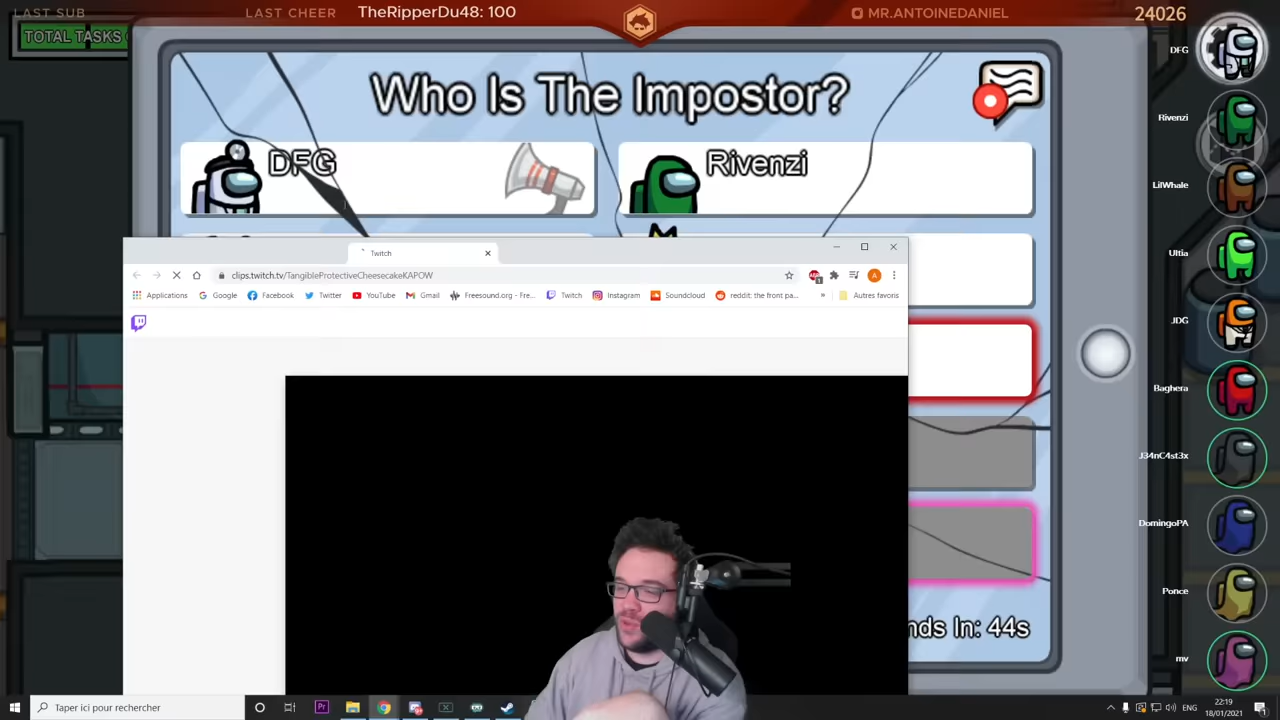 LAST SUB
LAST CHEER
TheRipperDu48: 100
MR.ANTOINEDANIEL
24026
TOTAL TASKS
Who Is The Impostor?
DFG
Rivenzi
DFG
Rivenzi
LilWhale
Ultia
JDG
Baghera
J34nC4st3x
DomingoPA
Ponce
mv
Twitch
clips.twitch.tv/TangibleProtectiveCheesecakeKAPOW
Applications
Google
Facebook
Twitter
YouTube
Gmail
Freesound.org - Fre...
Twitch
Instagram
Soundcloud
reddit: the front pa...
»
Autres favoris
A
1
nds In: 44s
Taper ici pour rechercher
Pr
ENG
22:19
18/01/2021